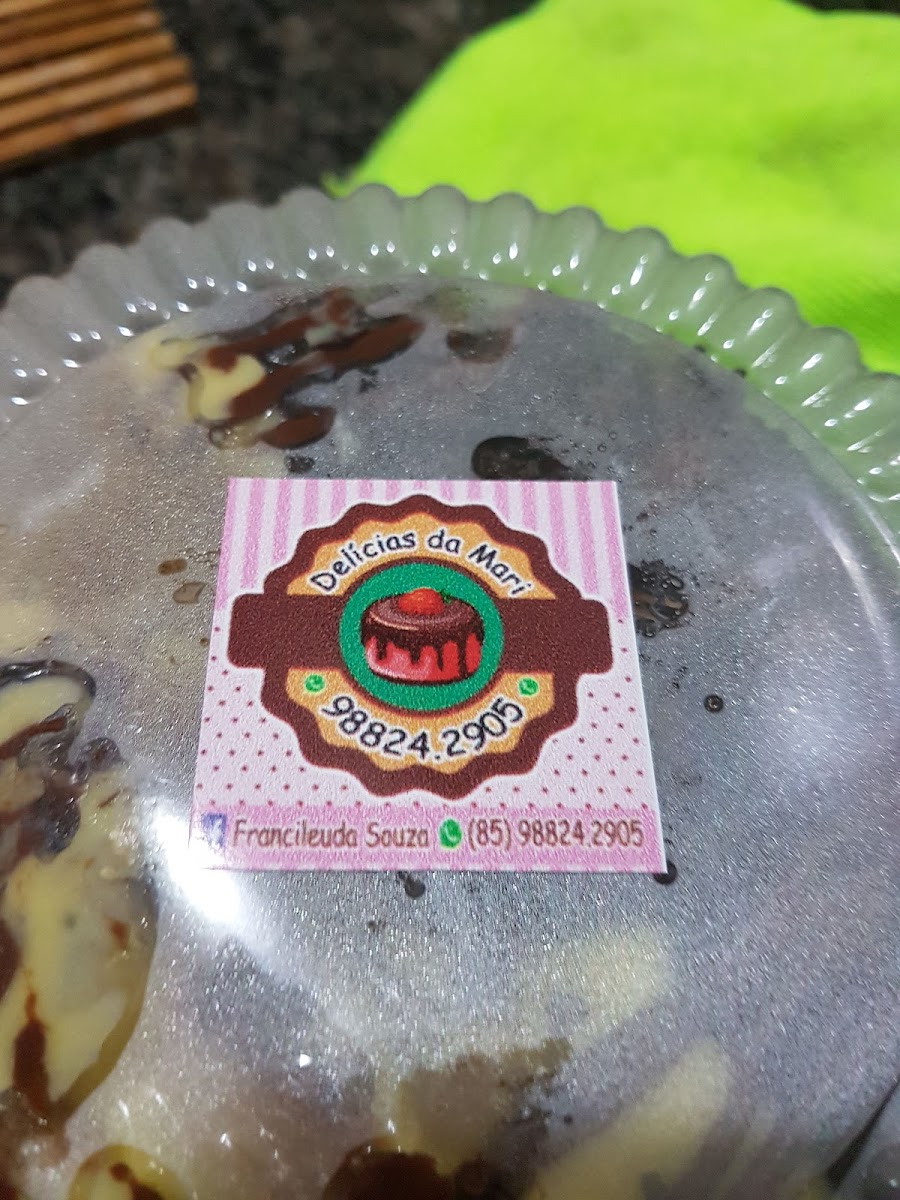 Delícias da Mari
98824.2905
Francileuda Souza (85) 98824.2905